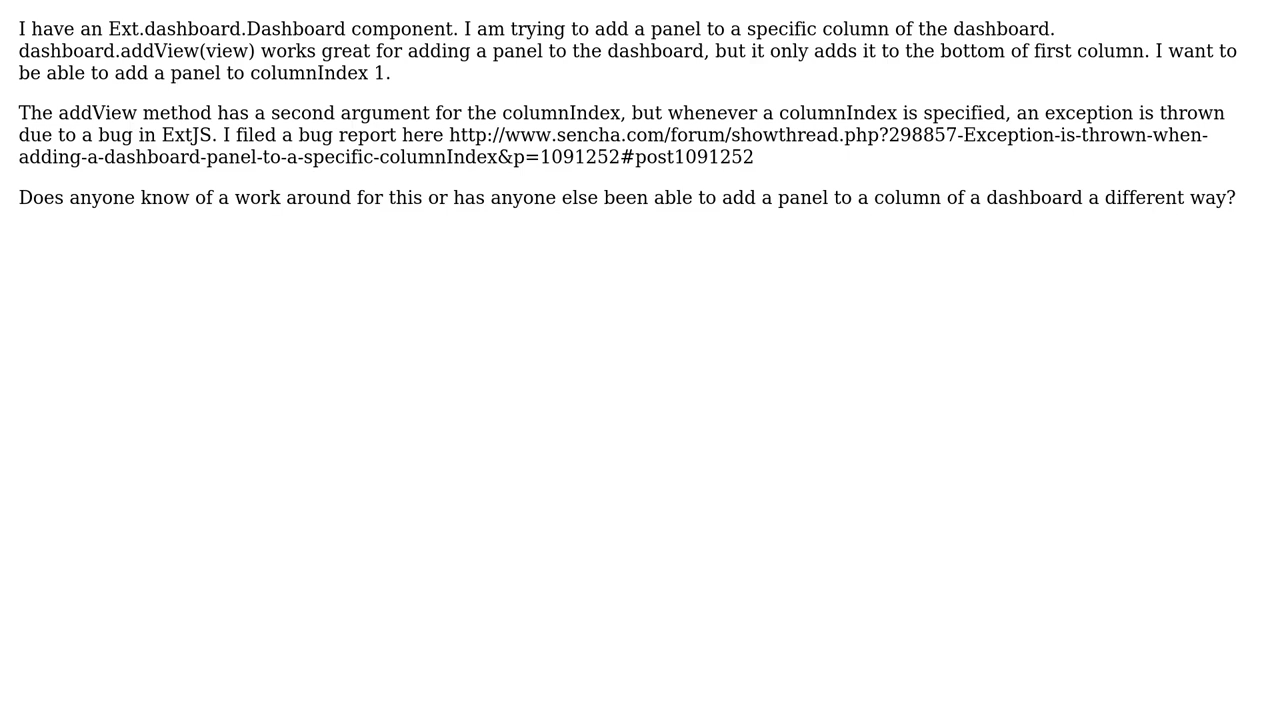 I have an Ext.dashboard.Dashboard component. I am trying to add a panel to a specific column of the dashboard.
dashboard.addView(view) works great for adding a panel to the dashboard, but it only adds it to the bottom of first column. I want to
be able to add a panel to columnIndex 1.
The addView method has a second argument for the columnIndex, but whenever a columnIndex is specified, an exception is thrown
due to a bug in ExtJS. I filed a bug report here http://www.sencha.com/forum/showthread.php?298857-Exception-is-thrown-when-
adding-a-dashboard-panel-to-a-specific-columnIndex&p=1091252#post1091252
Does anyone know of a work around for this or has anyone else been able to add a panel to a column of a dashboard a different way?